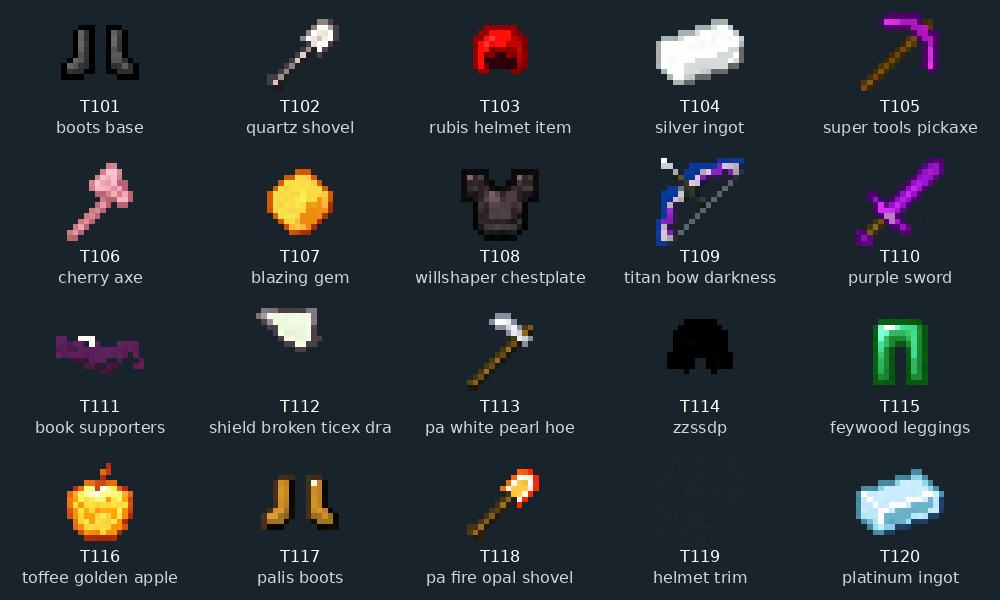 T101 T102 T103 T104 T105
boots base quartz shovel rubis helmet item silver ingot super tools pickaxe
T106 T107 T108 T109 T110
cherry axe blazing gem willshaper chestplate titan bow darkness purple sword
T111 T112 T113 T114 T115
book supporters shield broken ticex dra pa white pearl hoe zzssdp feywood leggings
T116 T117 T118 T119 T120
toffee golden apple palis boots pa fire opal shovel helmet trim platinum ingot